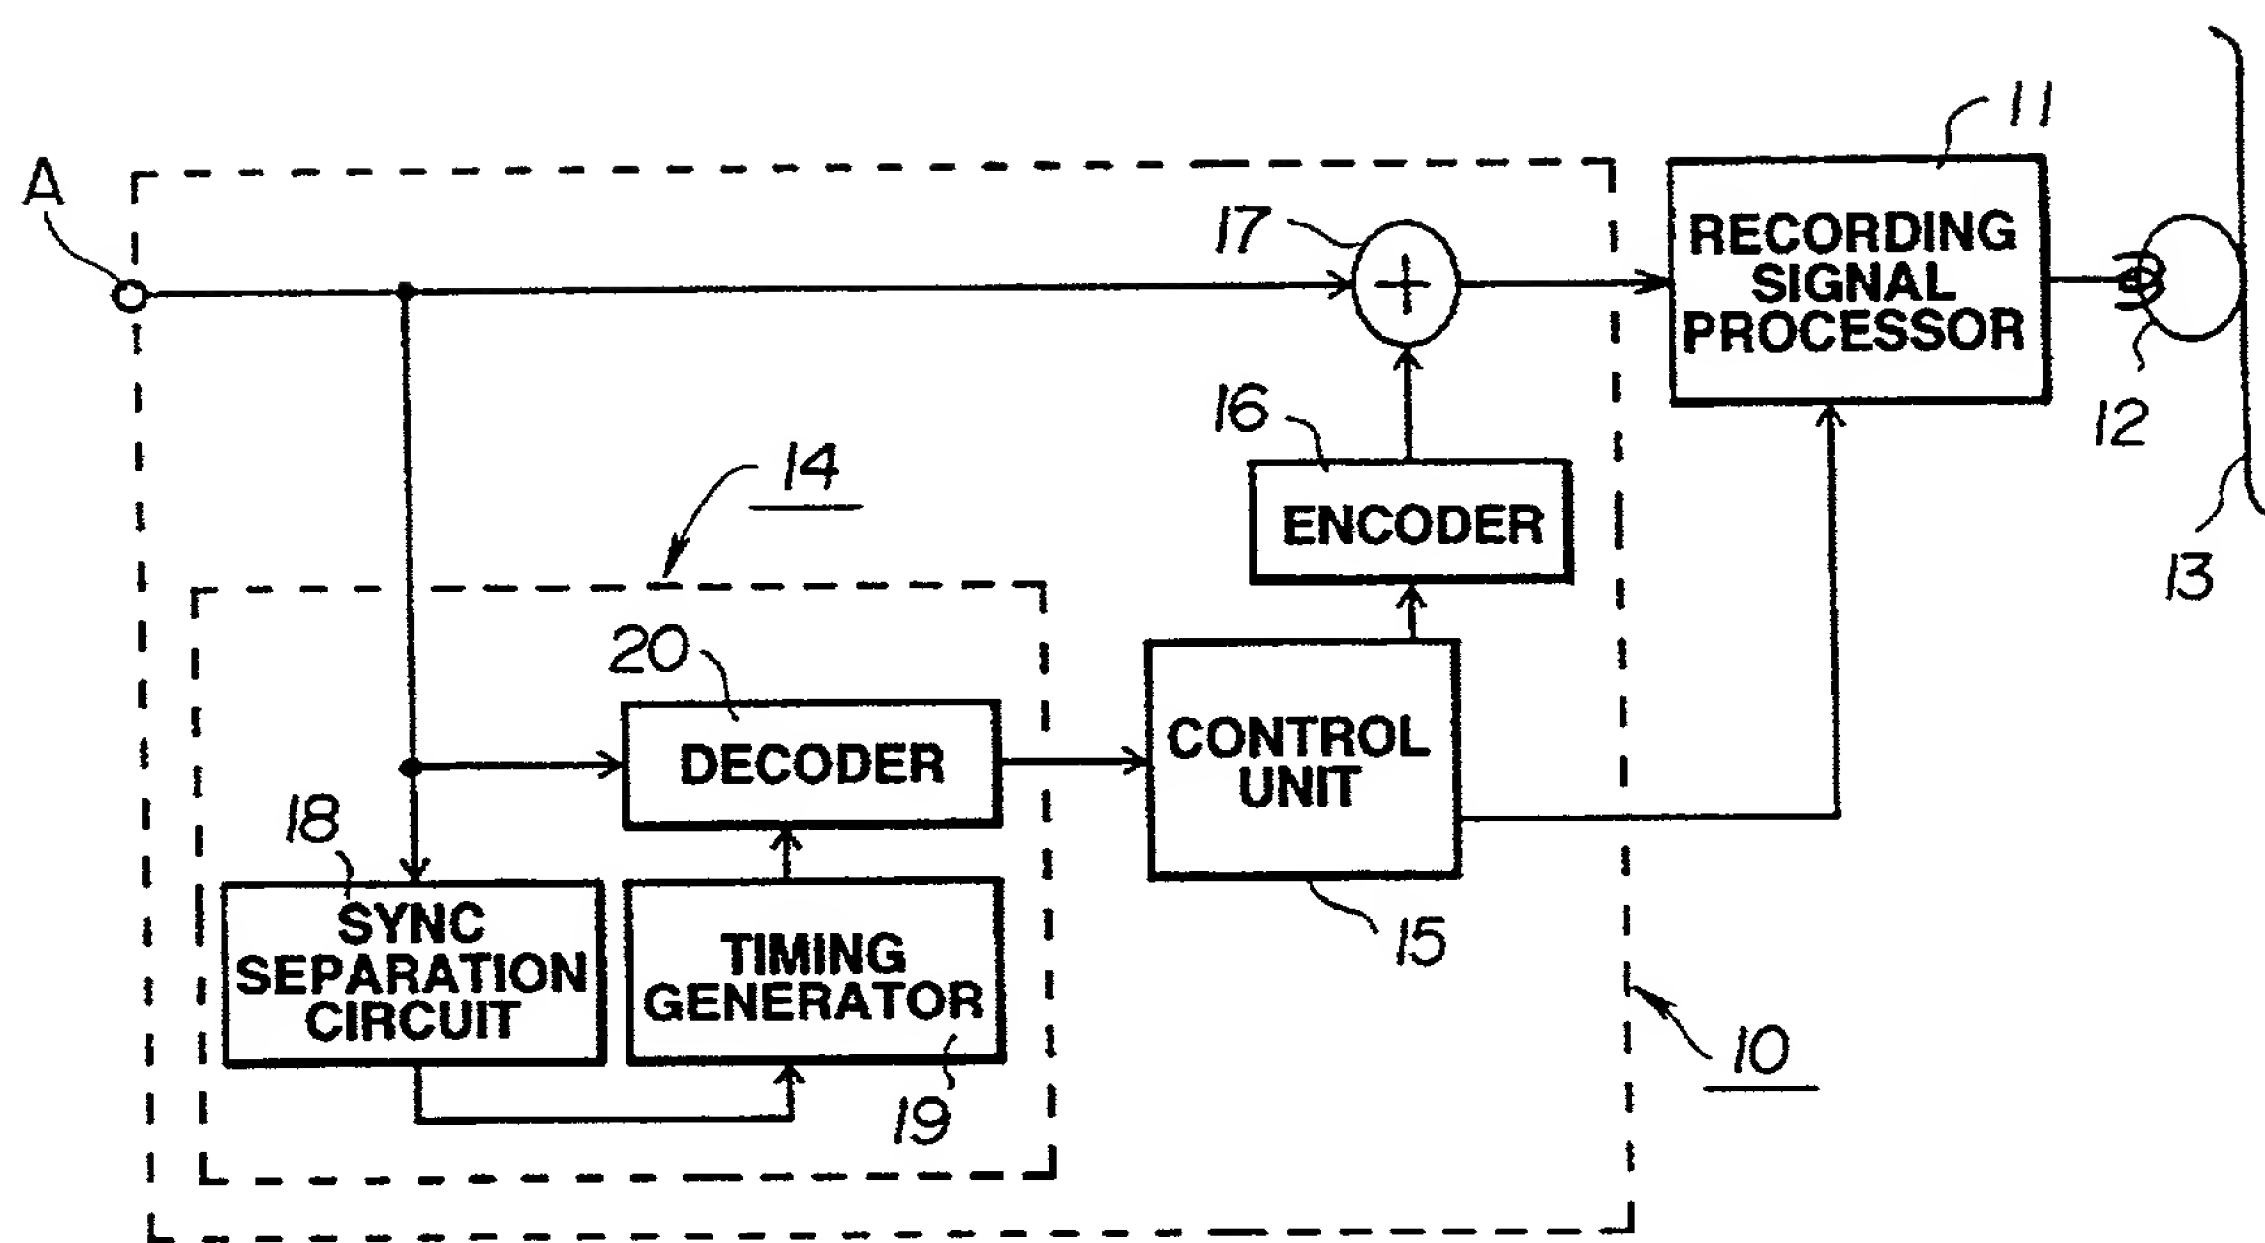 11
A
17
RECORDING
SIGNAL
PROCESSOR
16
12
14
ENCODER
13
20
DECODER
CONTROL
UNIT
18
SYNC
SEPARATION
CIRCUIT
TIMING
GENERATOR
15
10
19